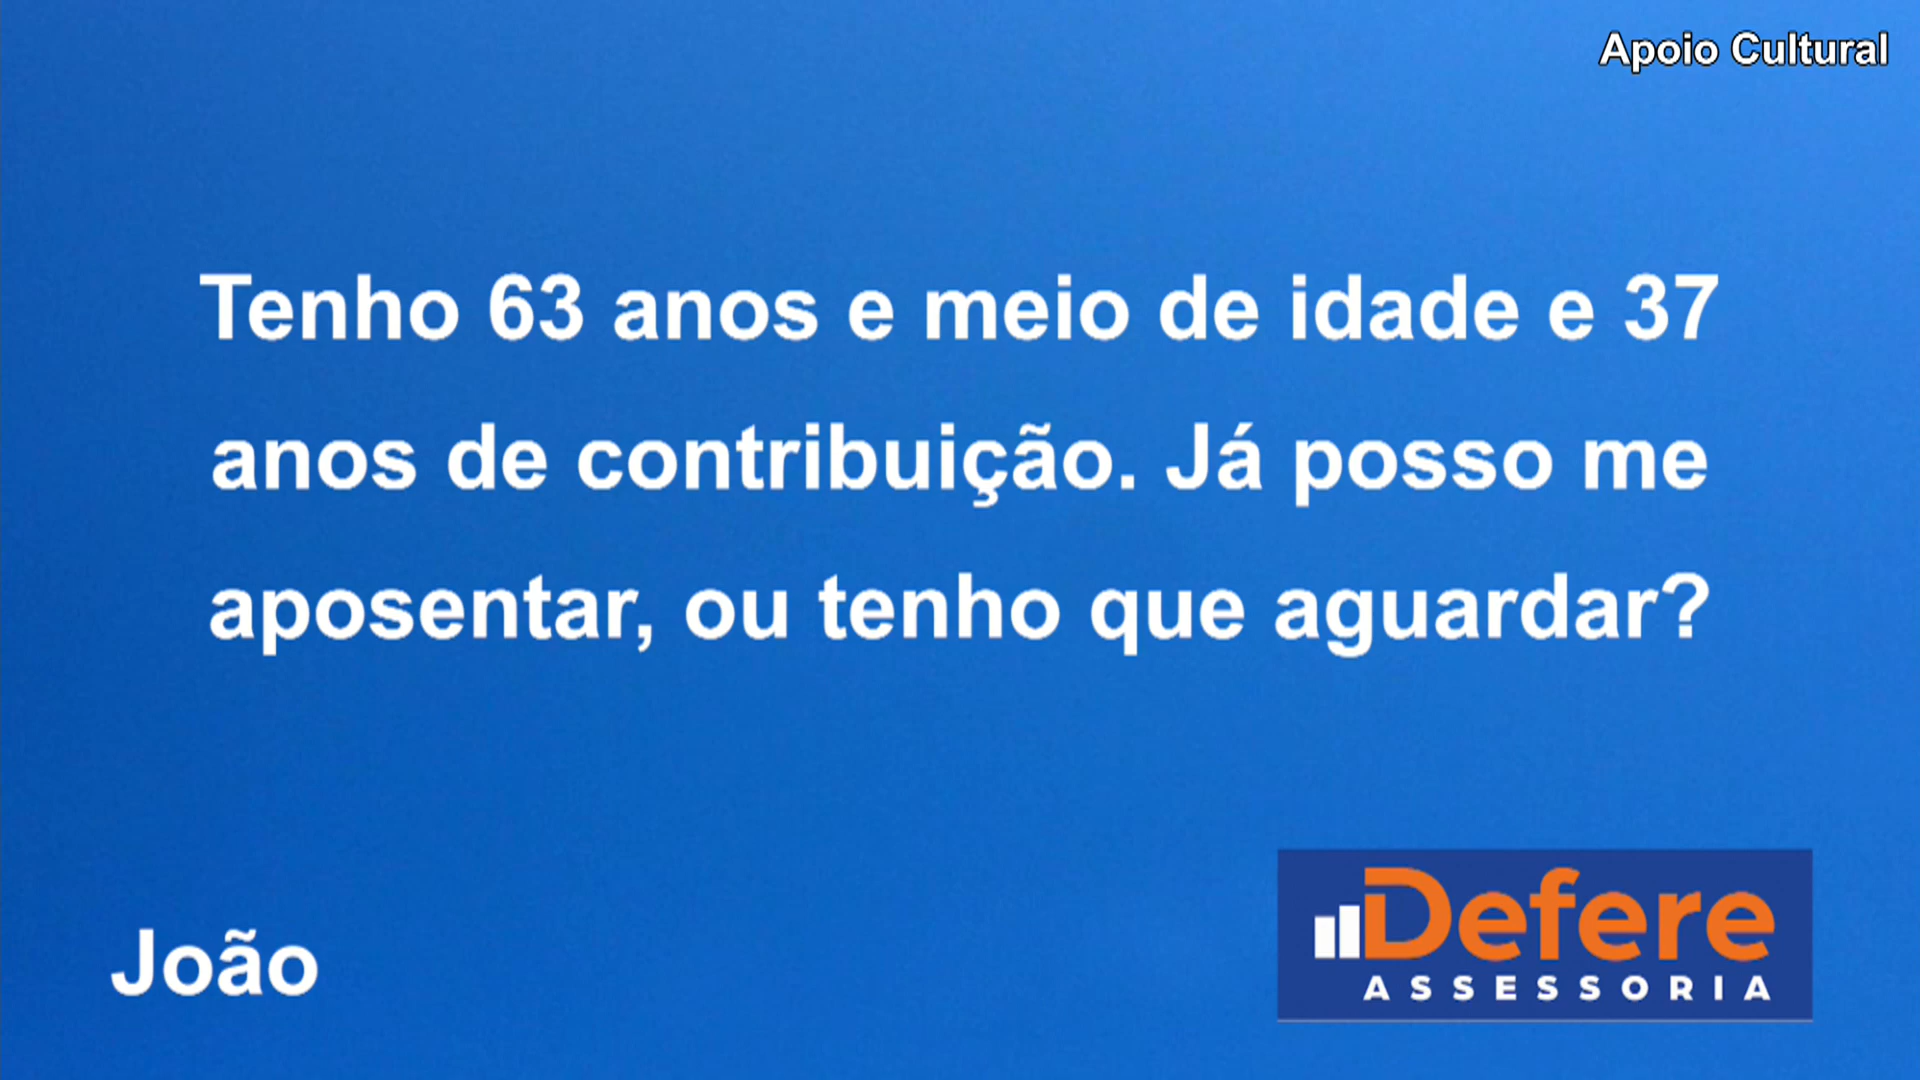 Apoio Cultural
Tenho 63 anos e meio de idade e 37
anos de contribuição. Já posso me
aposentar, ou tenho que aguardar?
João
Defere
ASSESSORIA